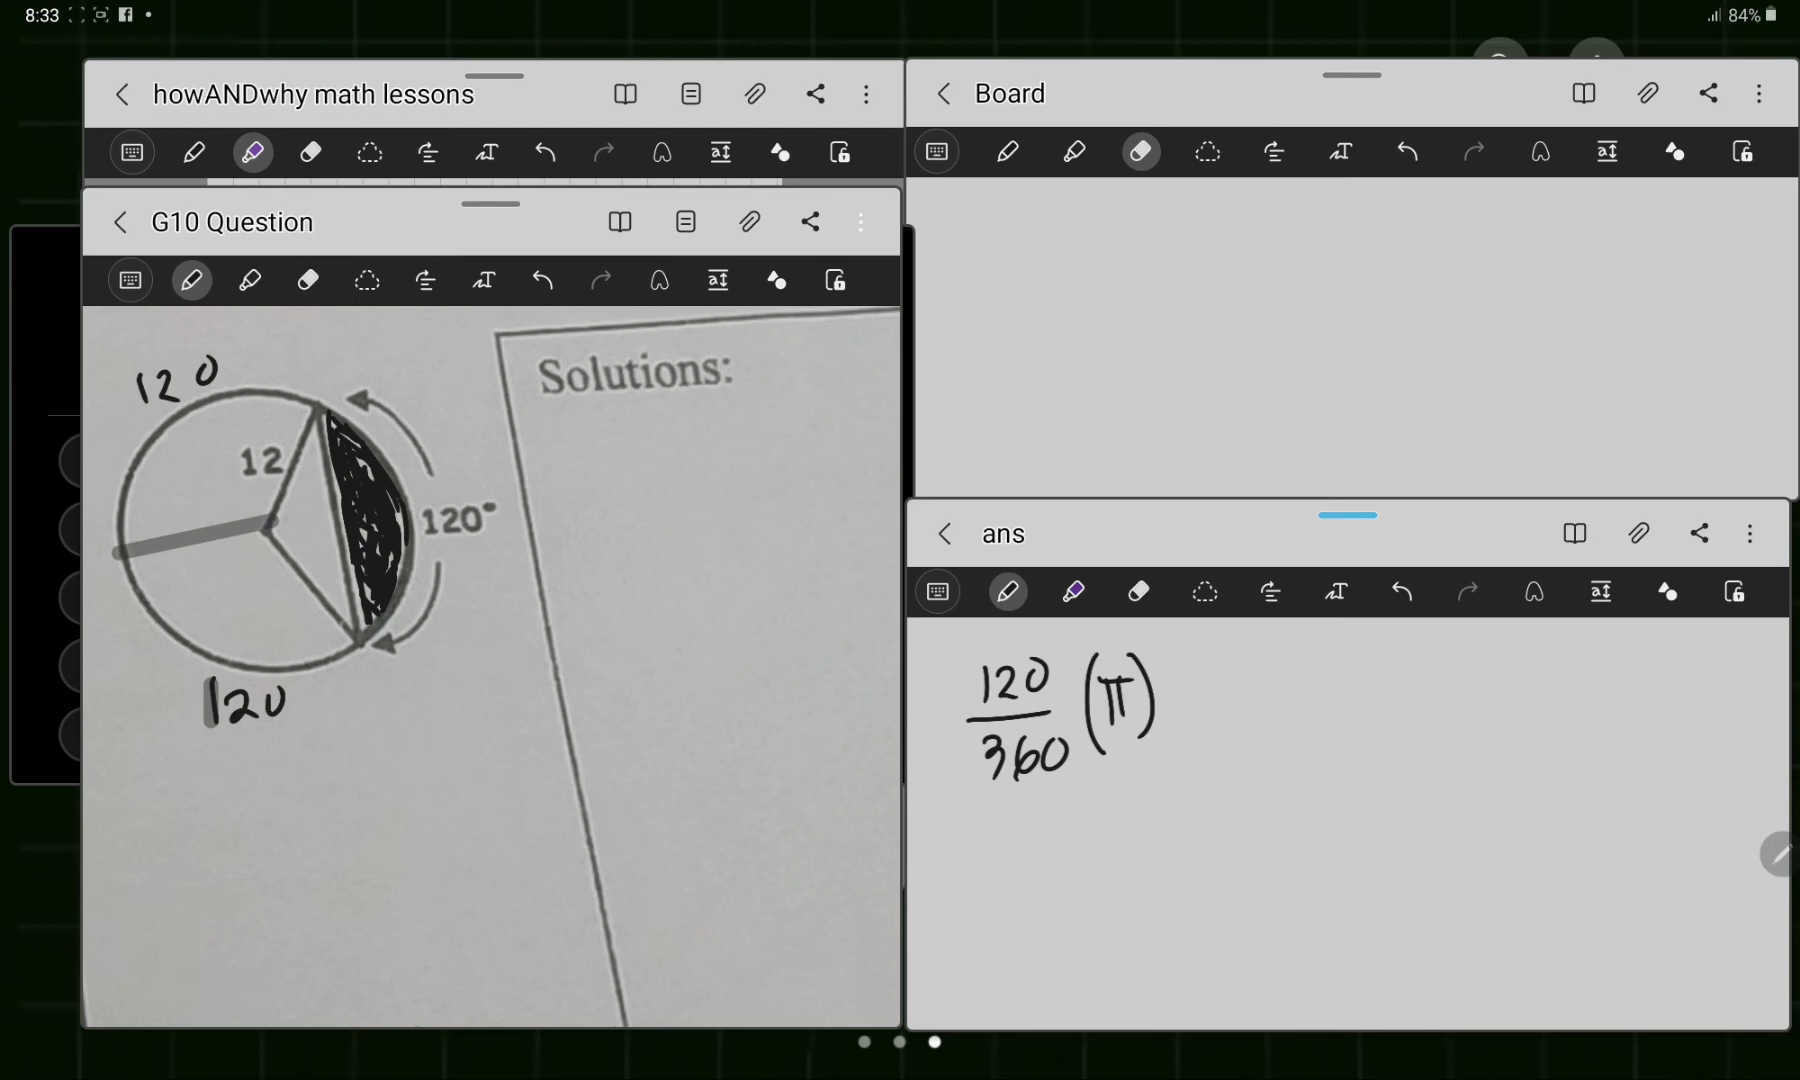 8:33
84%
howANDwhy math lessons
Board
G10 Question
120
Solutions:
12
120°
120
ans
120
360
(π)